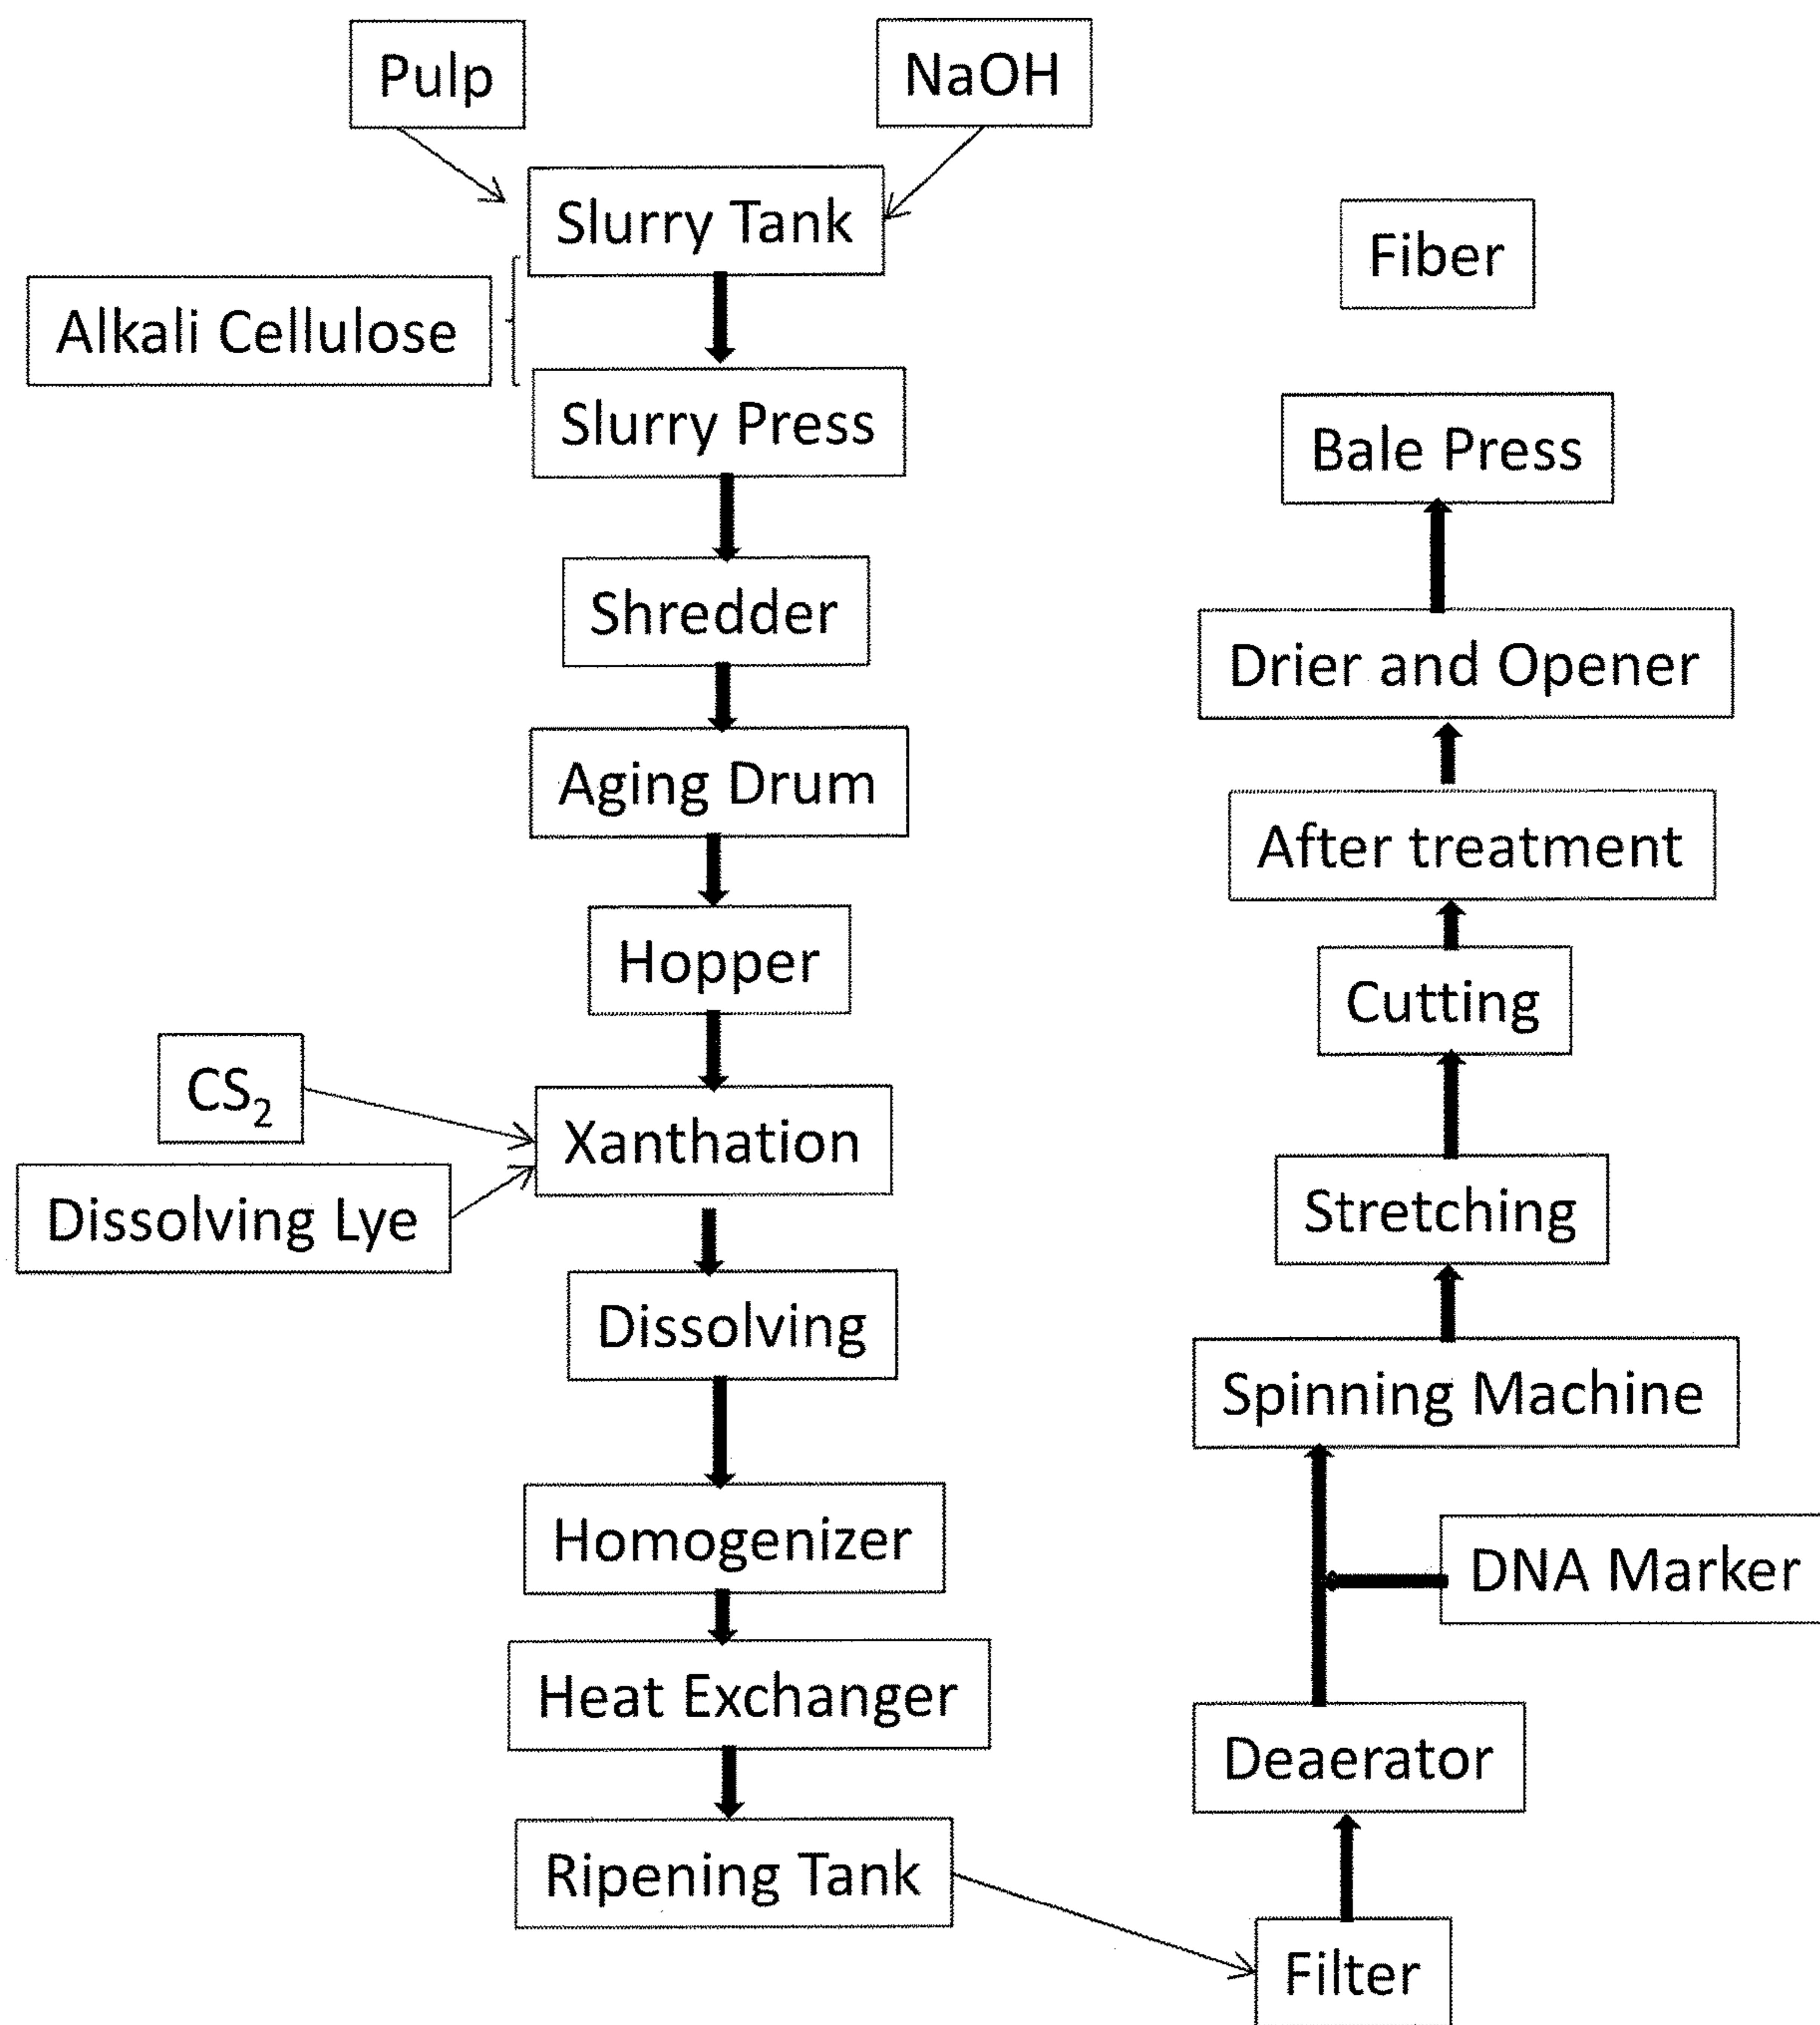 Pulp
NaOH
Slurry Tank
Alkali Cellulose
Slurry Press
Shredder
Aging Drum
Hopper
CS₂
Xanthation
Dissolving Lye
Dissolving
Homogenizer
Heat Exchanger
Ripening Tank
Fiber
Bale Press
Drier and Opener
After treatment
Cutting
Stretching
Spinning Machine
DNA Marker
Deaerator
Filter